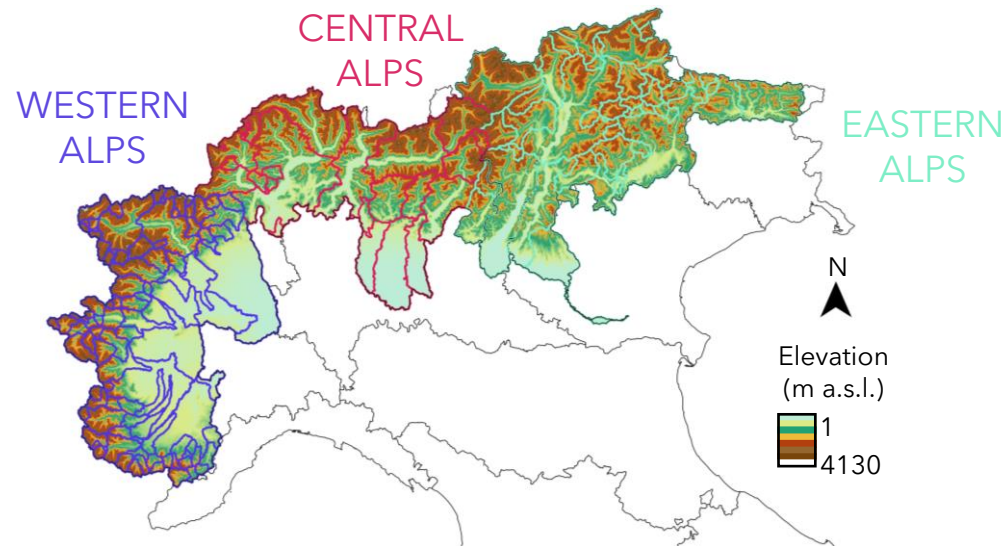 CENTRAL
ALPS
WESTERN
ALPS
EASTERN
ALPS
N
Elevation
(m a.s.l.)
1
4130